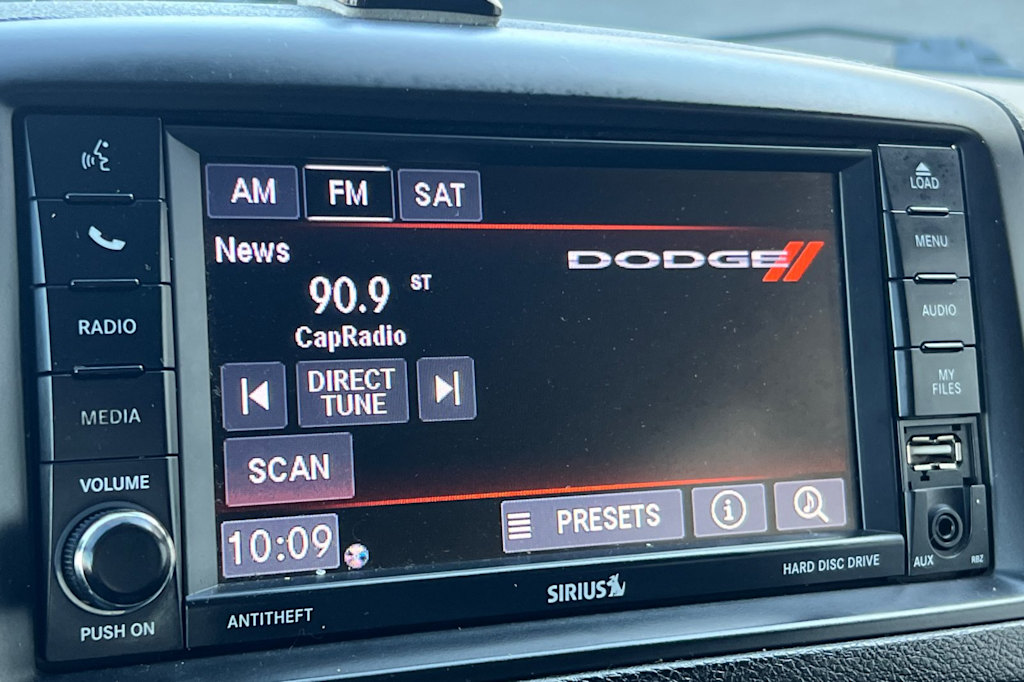 AM FM SAT
News
DODGE
90.9 ST
CapRadio
DIRECT
TUNE
SCAN
10:09
PRESETS
RADIO
MEDIA
VOLUME
PUSH ON
ANTITHEFT
SIRIUS
HARD DISC DRIVE
LOAD
MENU
AUDIO
MY
FILES
AUX
RBZ